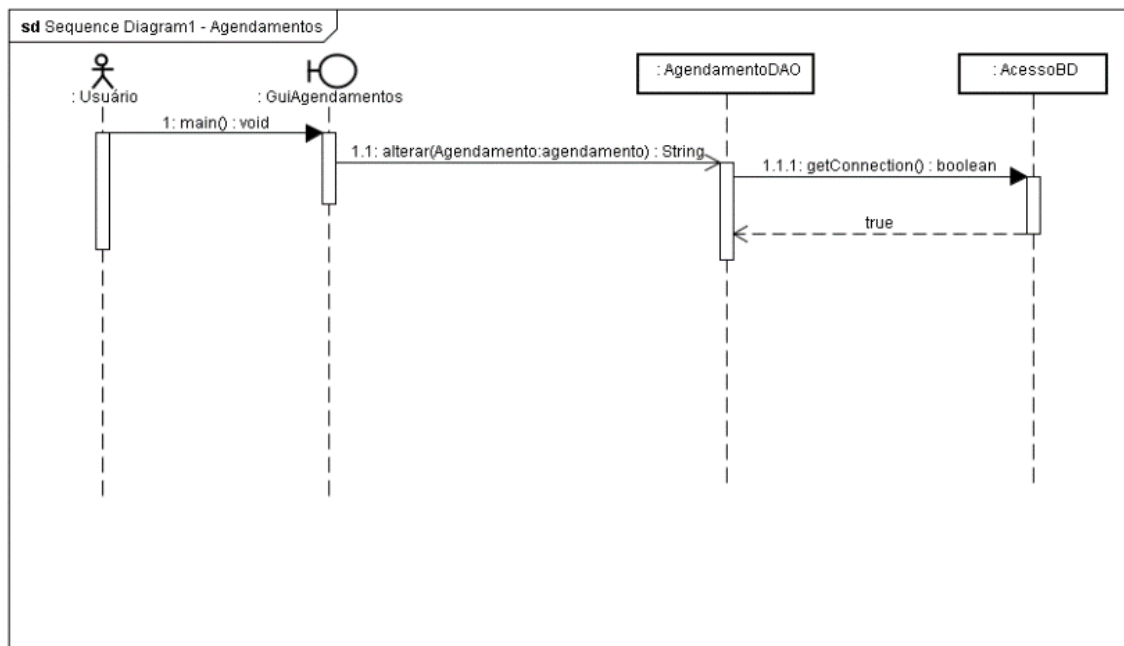 sd Sequence Diagram1 - Agendamentos
: Usuário
: GuiAgendamentos
: AgendamentoDAO
: AcessoBD
1: main() : void
1.1: alterar(Agendamento:agendamento) : String
1.1.1: getConnection() : boolean
true